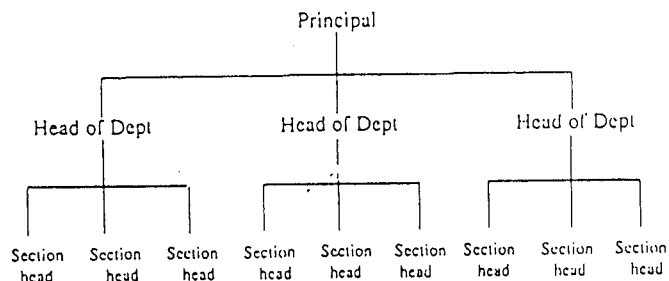 Principal
Head of Dept Head of Dept Head of Dept
Section Section Section Section Section Section Section Section Section
head head head head head head head head head